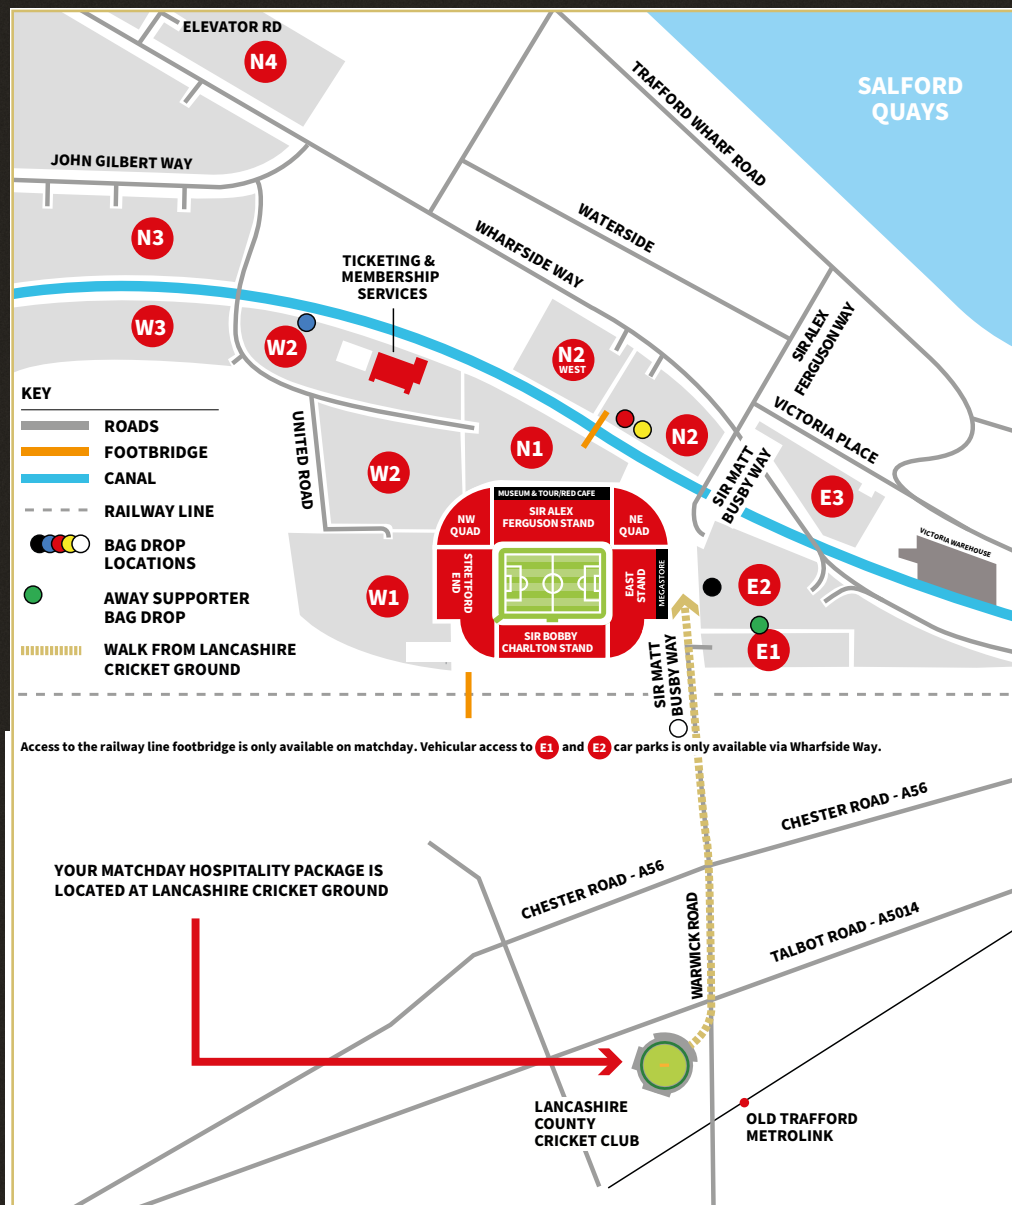 ELEVATOR RD
N4
SALFORD
QUAYS
TRAFFORD WHARF ROAD
JOHN GILBERT WAY
N3
WATERSIDE
WHARFSIDE WAY
TICKETING &
MEMBERSHIP
SERVICES
W3
W2
N2
WEST
SIR ALEX
FERGUSON WAY
VICTORIA PLACE
KEY
ROADS
FOOTBRIDGE
CANAL
RAILWAY LINE
BAG DROP
LOCATIONS
AWAY SUPPORTER
BAG DROP
WALK FROM LANCASHIRE
CRICKET GROUND
UNITED ROAD
W2
N1
N2
SIR MATT
BUSBY WAY
E3
VICTORIA WAREHOUSE
MUSEUM & TOUR/RED CAFE
SIR ALEX
FERGUSON STAND
NW
QUAD
NE
QUAD
STRETFORD
END
EAST
STAND
MEGASTORE
SIR BOBBY
CHARLTON STAND
W1
E2
E1
SIR MATT
BUSBY WAY
Access to the railway line footbridge is only available on matchday. Vehicular access to E1 and E2 car parks is only available via Wharfside Way.
CHESTER ROAD - A56
CHESTER ROAD - A56
YOUR MATCHDAY HOSPITALITY PACKAGE IS
LOCATED AT LANCASHIRE CRICKET GROUND
WARWICK ROAD
TALBOT ROAD - A5014
LANCASHIRE
COUNTY
CRICKET CLUB
OLD TRAFFORD
METROLINK